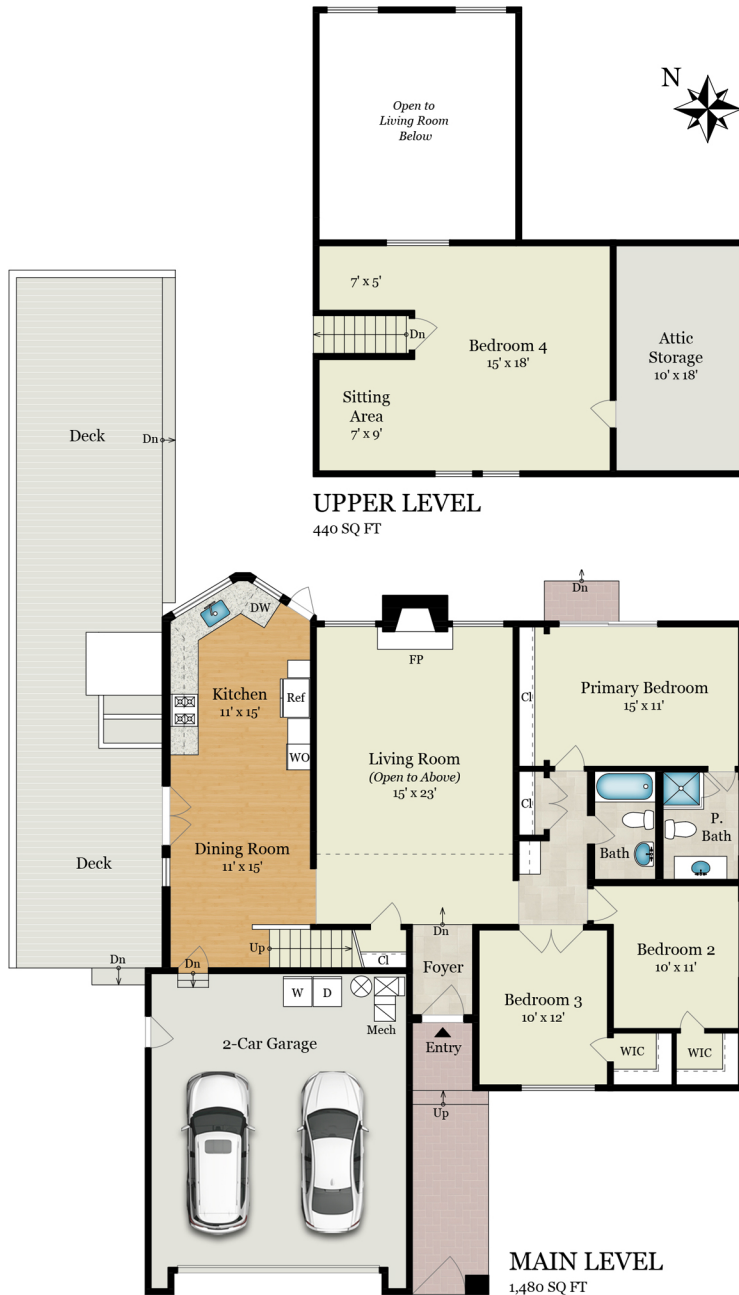 N
Open to
Living Room
Below
7' x 5'
Dn
Bedroom 4
15' x 18'
Attic
Storage
10' x 18'
Sitting
Area
7' x 9'
UPPER LEVEL
440 SQ FT
Deck
Dn
DW
Dn
FP
Kitchen
11' x 15'
Ref
Cl
Primary Bedroom
15' x 11'
WO
Living Room
(Open to Above)
15' x 23'
Cl
P.
Bath
Bath
Dining Room
11' x 15'
Deck
Dn
Up
Dn
Cl
Dn
Foyer
Bedroom 2
10' x 11'
Bedroom 3
10' x 12'
W
D
Mech
2-Car Garage
Entry
WIC
WIC
Up
MAIN LEVEL
1,480 SQ FT